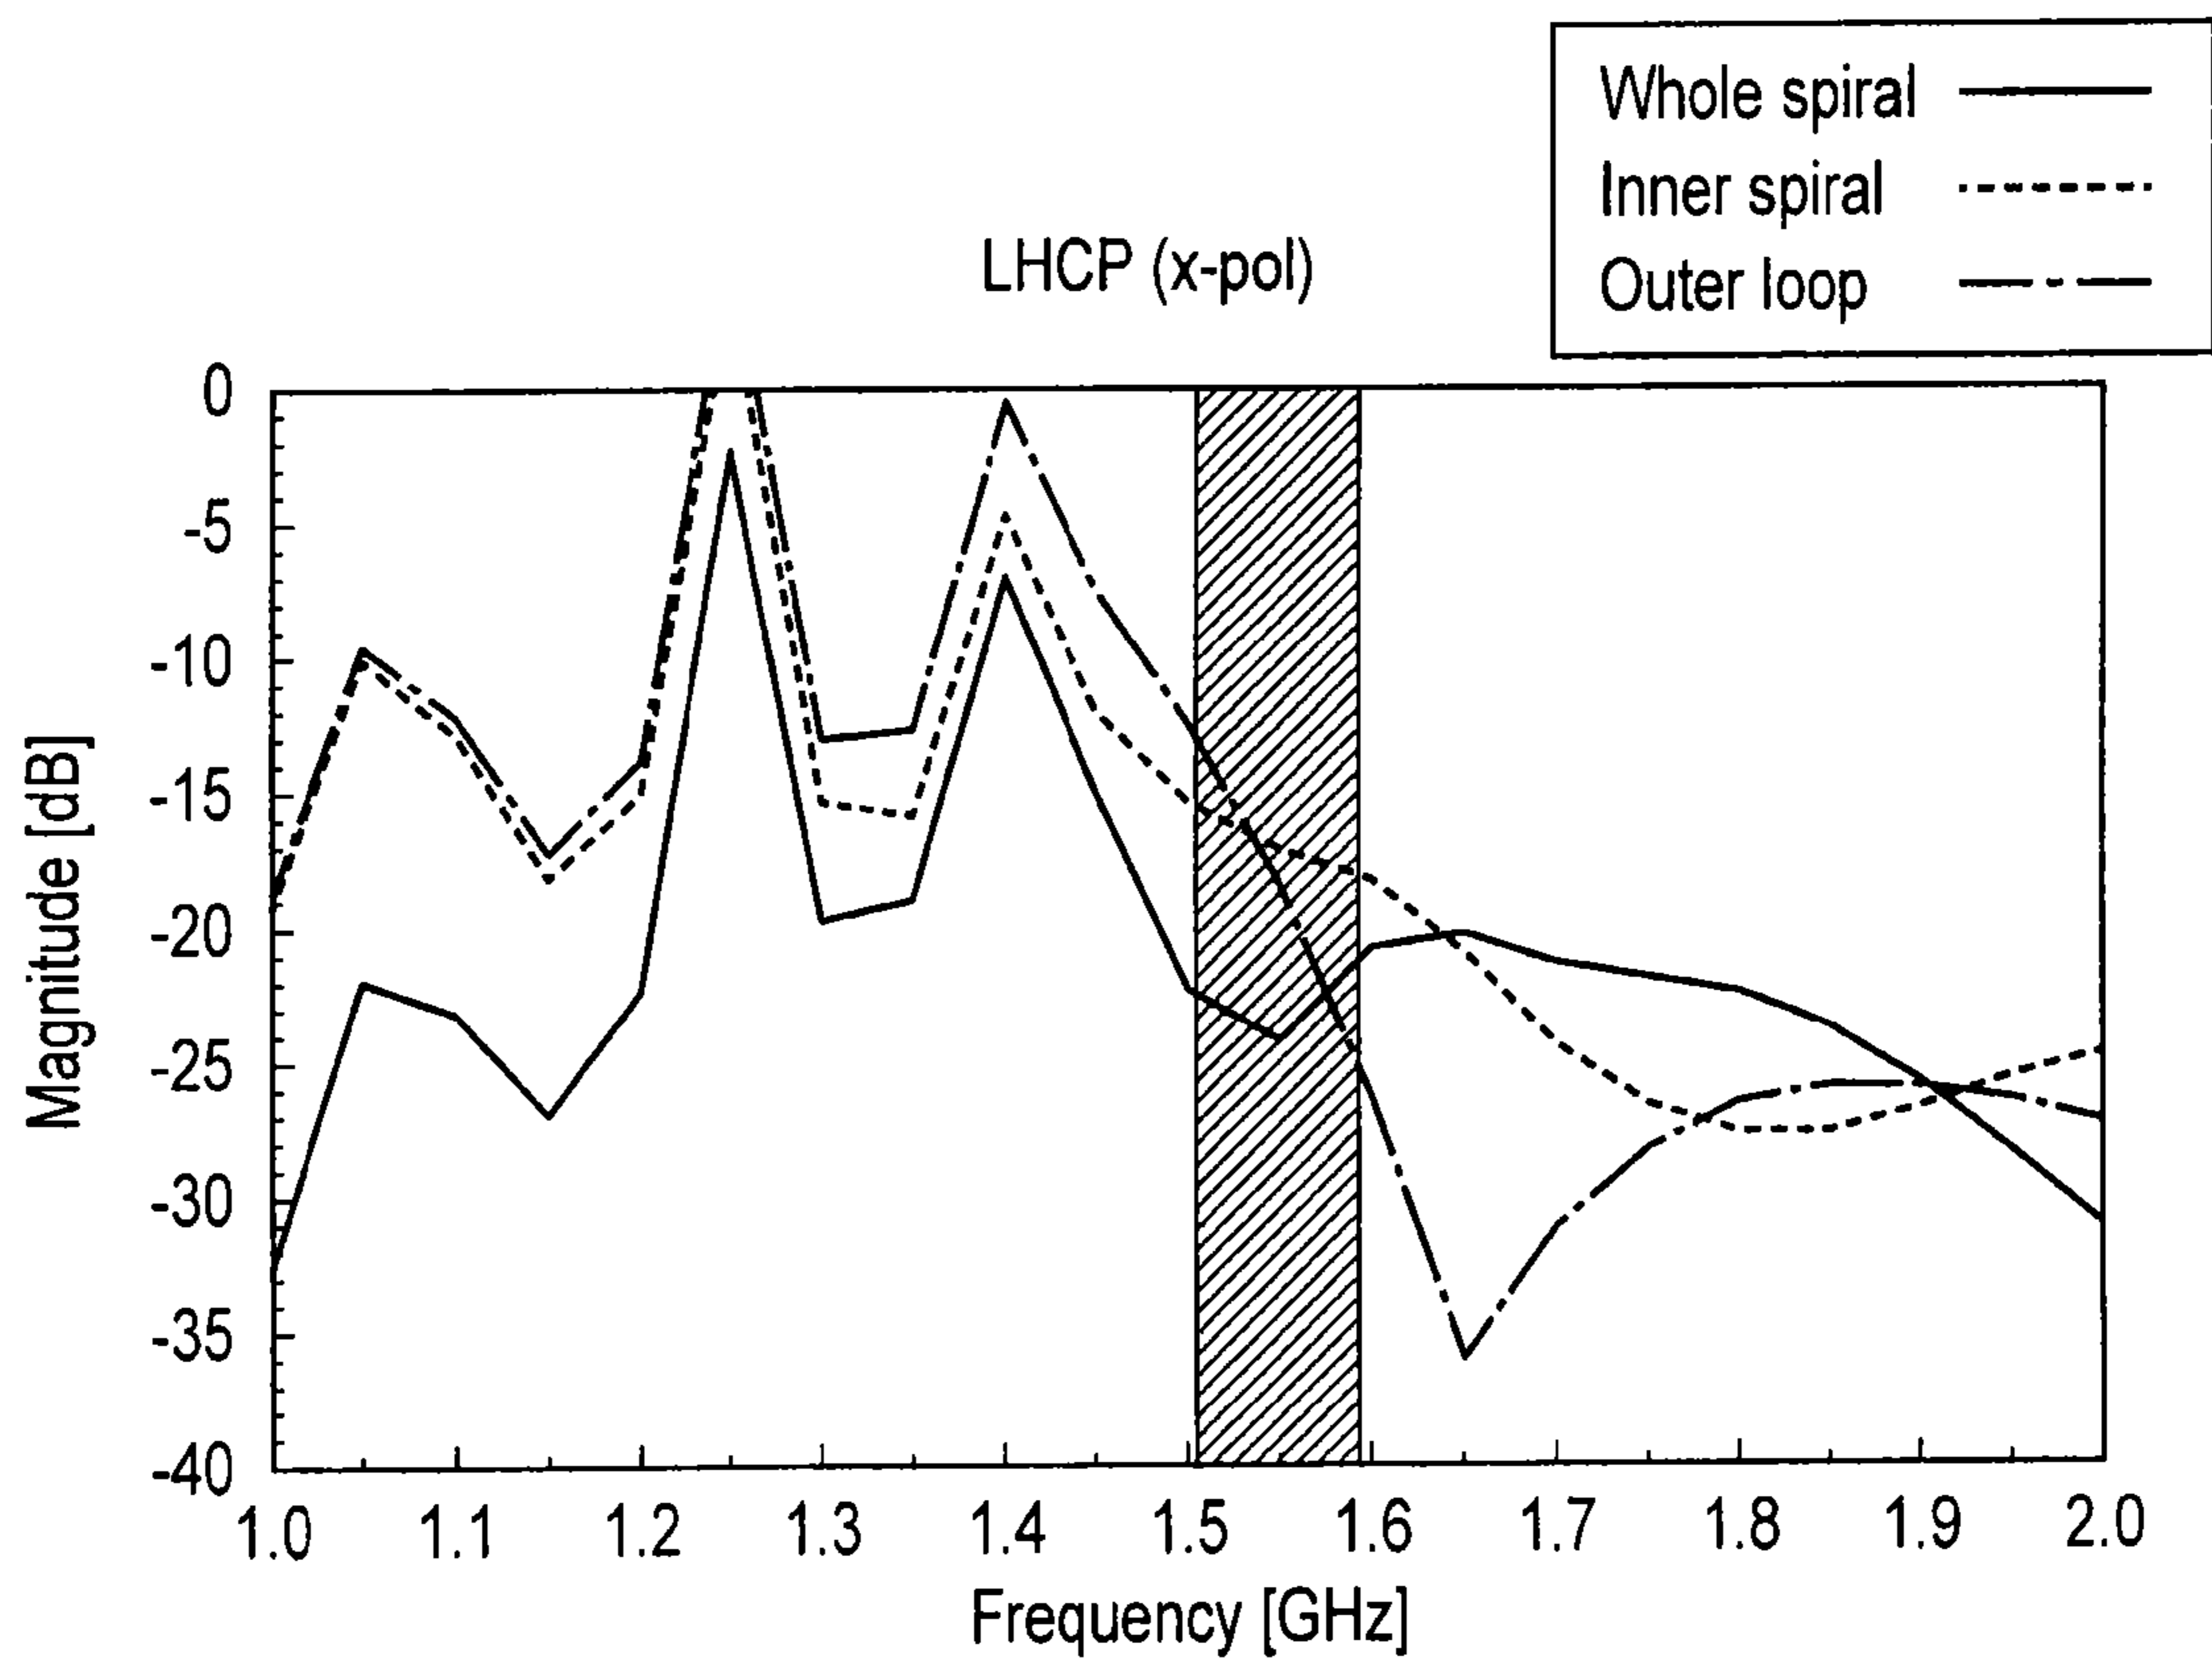 Whole spiral
Inner spiral
Outer loop
LHCP (x-pol)
0
-5
-10
-15
-20
-25
-30
-35
-40
Magnitude [dB]
1.0 1.1 1.2 1.3 1.4 1.5 1.6 1.7 1.8 1.9 2.0
Frequency [GHz]